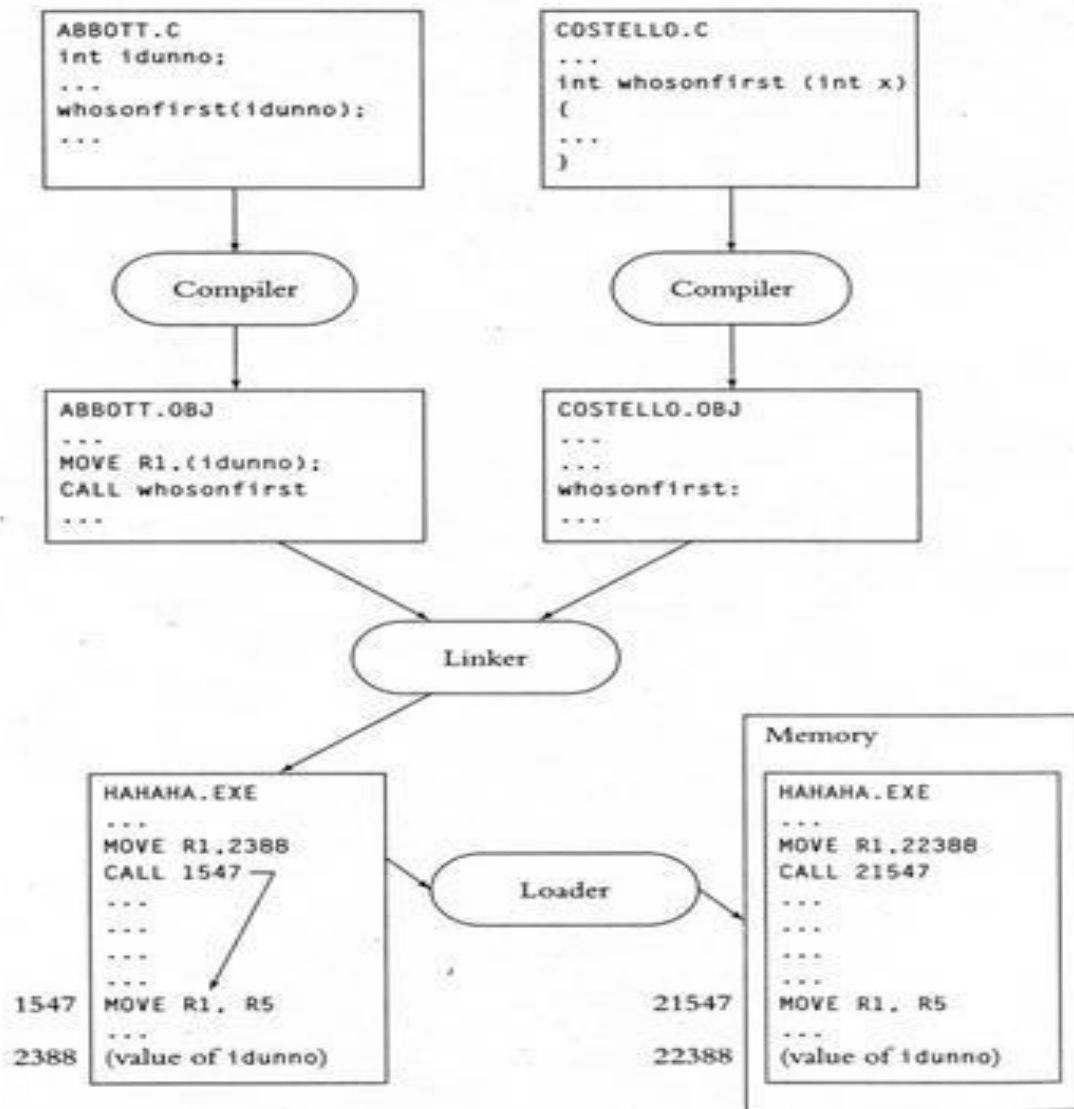 ABBOTT.C
int idunno;
...
whosonfirst(idunno);
...
COSTELLO.C
...
int whosonfirst (int x)
{
...
}
Compiler
Compiler
ABBOTT.OBJ
...
MOVE R1,(idunno);
CALL whosonfirst
...
COSTELLO.OBJ
...
...
whosonfirst:
...
Linker
HAHAHA.EXE
...
MOVE R1,2388
CALL 1547
...
...
...
...
1547 MOVE R1, R5
...
2388 (value of idunno)
Loader
Memory
HAHAHA.EXE
...
MOVE R1,22388
CALL 21547
...
...
...
...
21547 MOVE R1, R5
...
22388 (value of idunno)